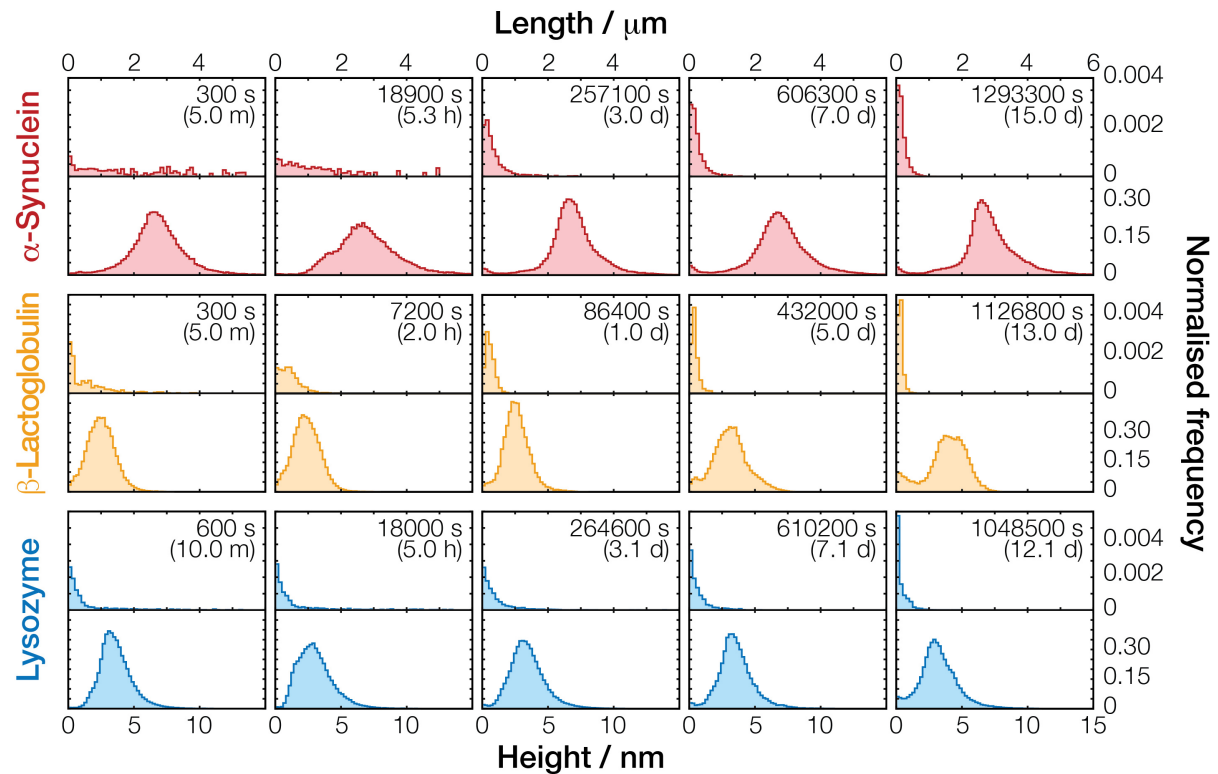 Length / μm
0 2 4 0 2 4 0 2 4 0 2 4 0 2 4 6
α-Synuclein
300 s
(5.0 m)
18900 s
(5.3 h)
257100 s
(3.0 d)
606300 s
(7.0 d)
1293300 s
(15.0 d)
0.004
0.002
0
0.30
0.15
0
β-Lactoglobulin
300 s
(5.0 m)
7200 s
(2.0 h)
86400 s
(1.0 d)
432000 s
(5.0 d)
1126800 s
(13.0 d)
0.004
0.002
0
0.30
0.15
0
Normalised frequency
Lysozyme
600 s
(10.0 m)
18000 s
(5.0 h)
264600 s
(3.1 d)
610200 s
(7.1 d)
1048500 s
(12.1 d)
0.004
0.002
0
0.30
0.15
0
0 5 10 0 5 10 0 5 10 0 5 10 0 5 10 15
Height / nm